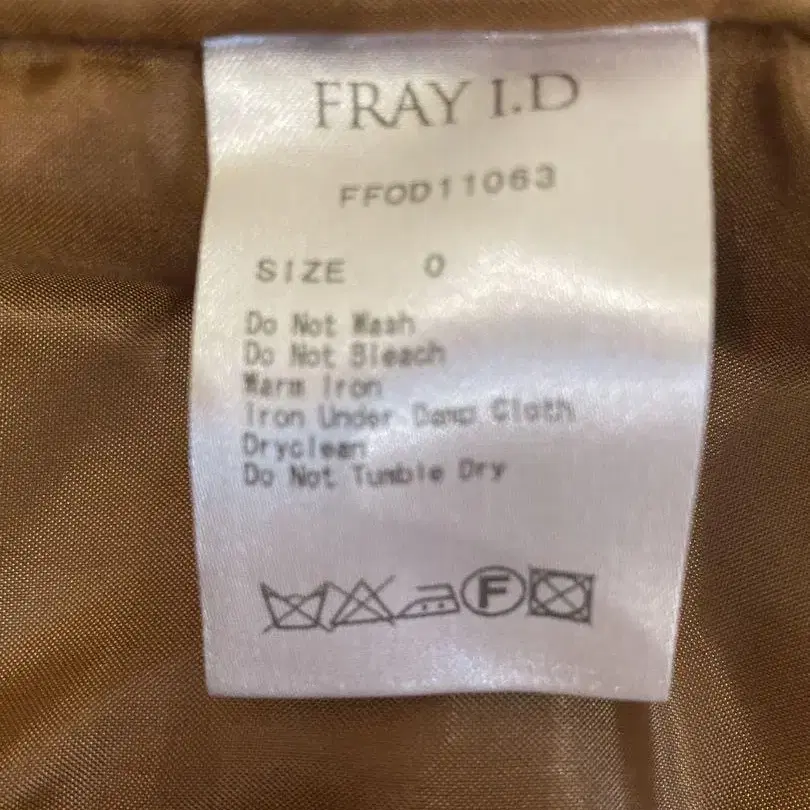 FRAY I.D
FFOD11063
SIZE 0
Do Not Wash
Do Not Bleach
Warm Iron
Iron Under Damp Cloth
Dryclean
Do Not Tumble Dry
F